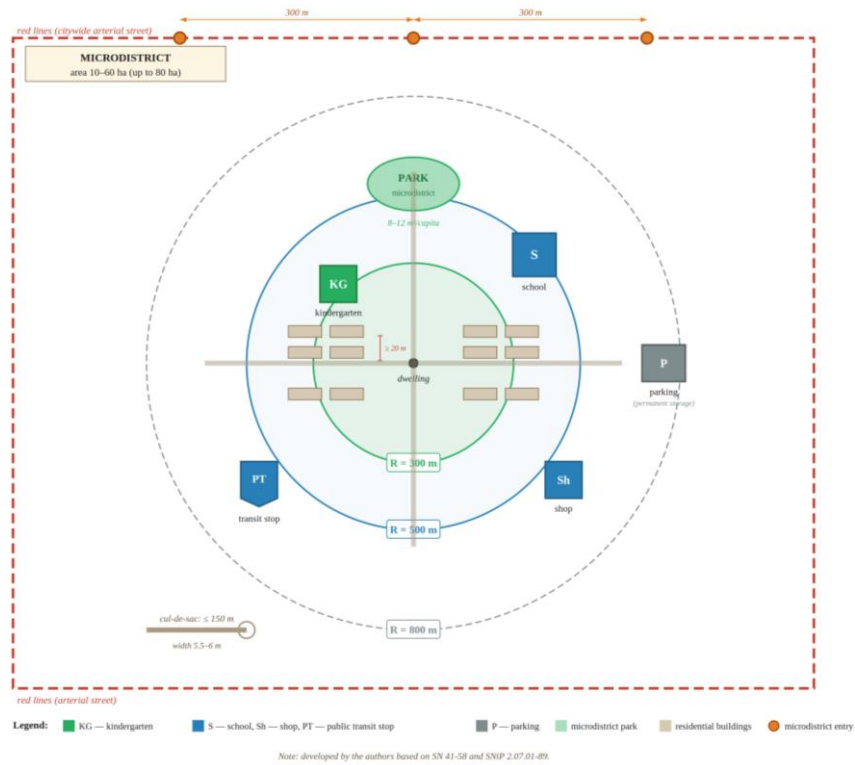 300 m
300 m
red lines (citywide arterial street)
MICRODISTRICT
area 10–60 ha (up to 80 ha)
PARK
microdistrict
8–12 m²/capita
S
school
KG
kindergarten
≥ 20 m
dwelling
P
parking
(permanent storage)
R = 300 m
PT
transit stop
Sh
shop
R = 500 m
cul-de-sac: ≤ 150 m
width 5.5–6 m
R = 800 m
red lines (arterial street)
Legend: KG — kindergarten S — school, Sh — shop, PT — public transit stop P — parking microdistrict park residential buildings microdistrict entry
Note: developed by the authors based on SN 41-58 and SNiP 2.07.01-89.